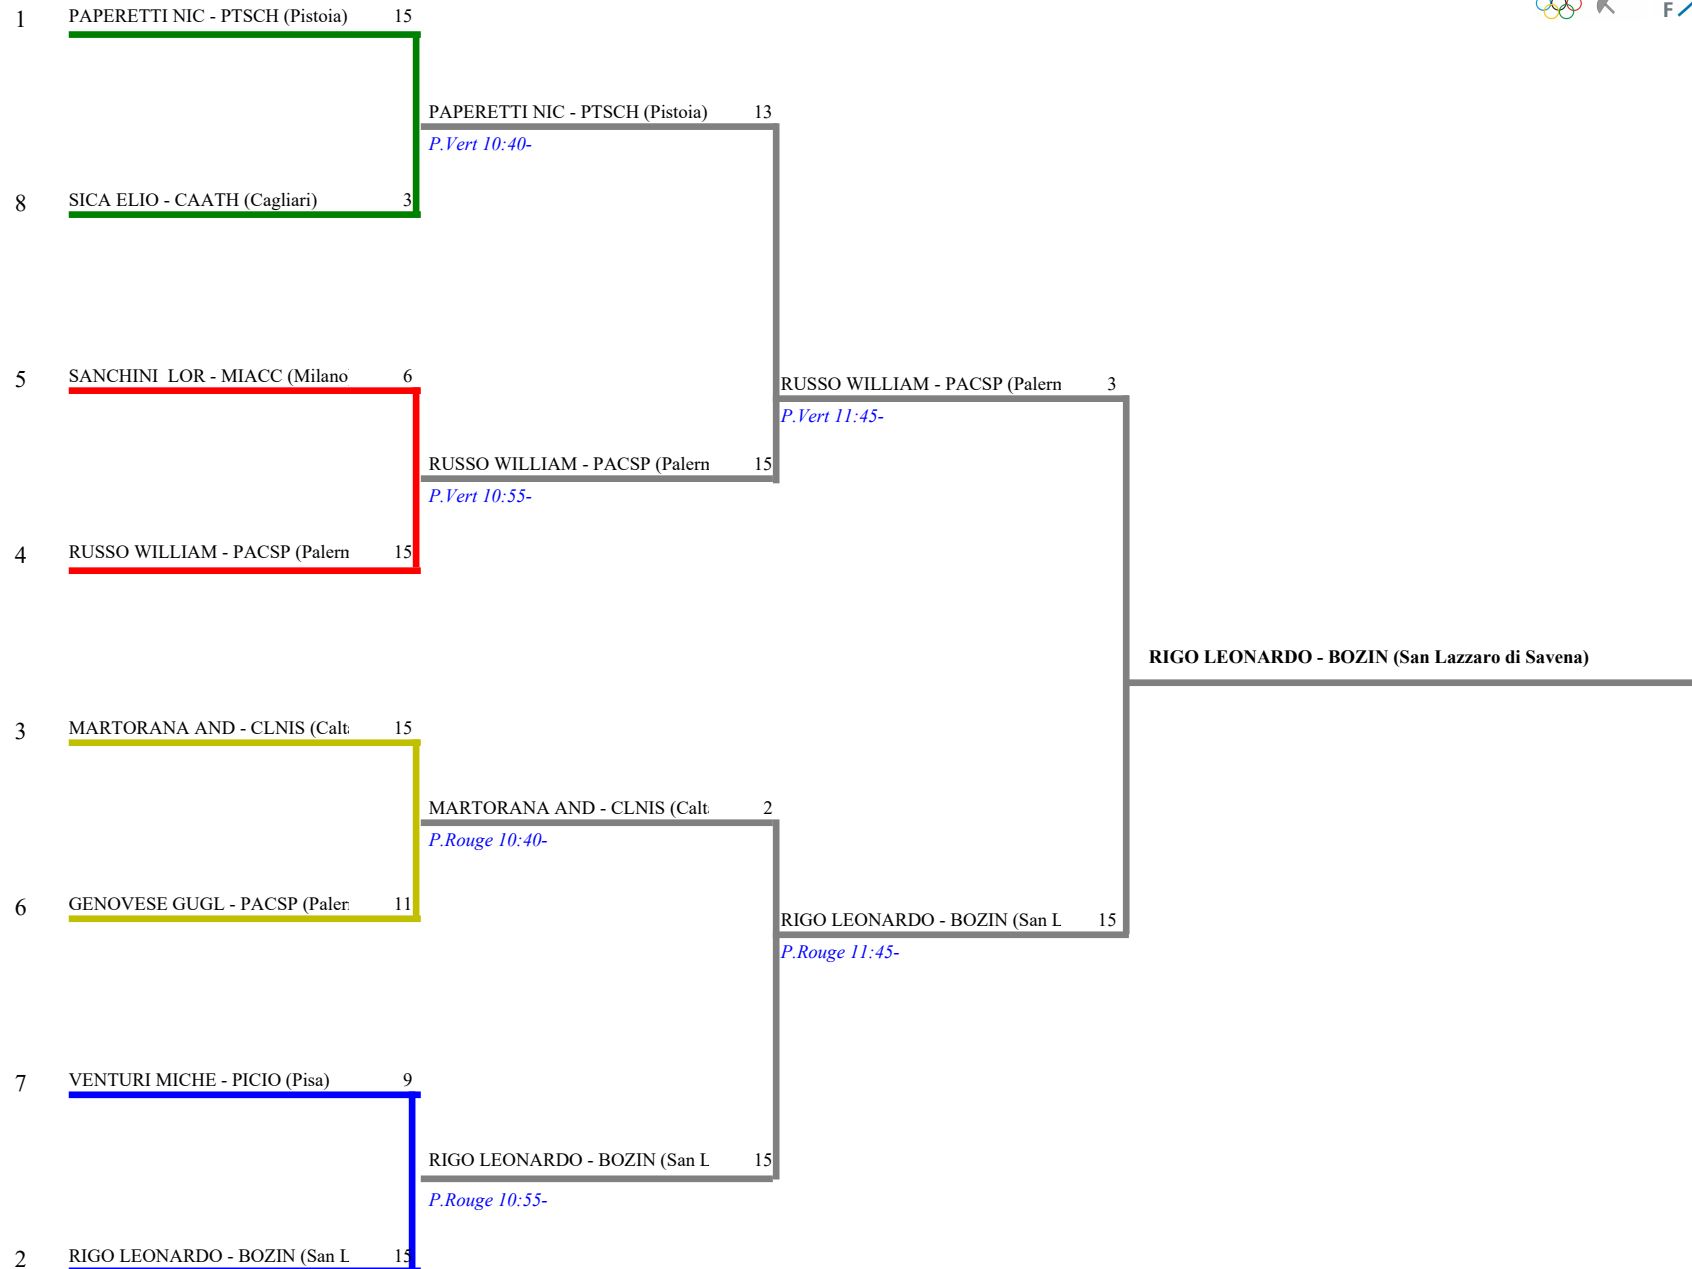 1 PAPERETTI NIC - PTSCH (Pistoia) 15
F
PAPERETTI NIC - PTSCH (Pistoia) 13
P.Vert 10:40-
8 SICA ELIO - CAATH (Cagliari) 3
5 SANCHINI LOR - MIACC (Milano 6
RUSSO WILLIAM - PACSP (Palern 3
P.Vert 11:45-
RUSSO WILLIAM - PACSP (Palern 15
P.Vert 10:55-
4 RUSSO WILLIAM - PACSP (Palern 15
RIGO LEONARDO - BOZIN (San Lazzaro di Savena)
3 MARTORANA AND - CLNIS (Calt 15
MARTORANA AND - CLNIS (Calt 2
P.Rouge 10:40-
6 GENOVESE GUGL - PACSP (Paler 11
RIGO LEONARDO - BOZIN (San L 15
P.Rouge 11:45-
7 VENTURI MICHE - PICIO (Pisa) 9
RIGO LEONARDO - BOZIN (San L 15
P.Rouge 10:55-
2 RIGO LEONARDO - BOZIN (San L 15